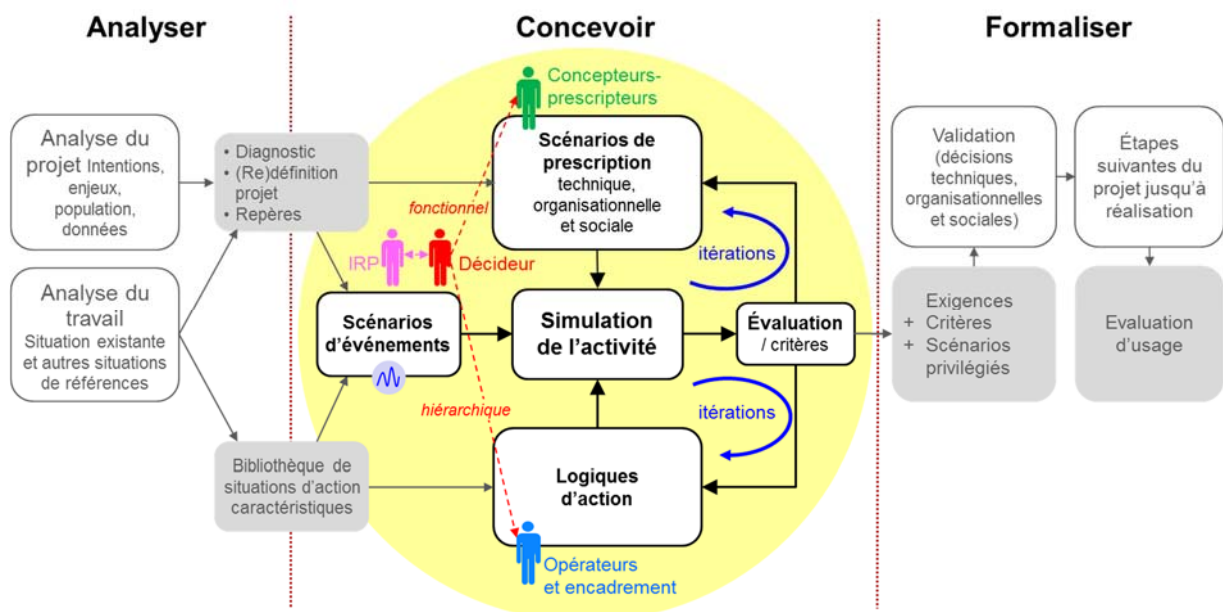 Analyser
Concevoir
Formaliser
Analyse du
projet Intentions,
enjeux,
population,
données
Analyse du
travail
Situation existante
et autres situations
de références
• Diagnostic
• (Re)définition
projet
• Repères
Bibliothèque de
situations d'action
caractéristiques
Concepteurs-
prescripteurs
Scénarios de
prescription
technique,
organisationnelle
et sociale
fonctionnel
IRP
Décideur
itérations
Scénarios
d'événements
Simulation
de l'activité
Évaluation
/ critères
hiérarchique
itérations
Logiques
d'action
Opérateurs
et encadrement
Validation
(décisions
techniques,
organisationnelles
et sociales)
Étapes
suivantes du
projet jusqu'à
réalisation
Exigences
+ Critères
+ Scénarios
privilégiés
Evaluation
d'usage